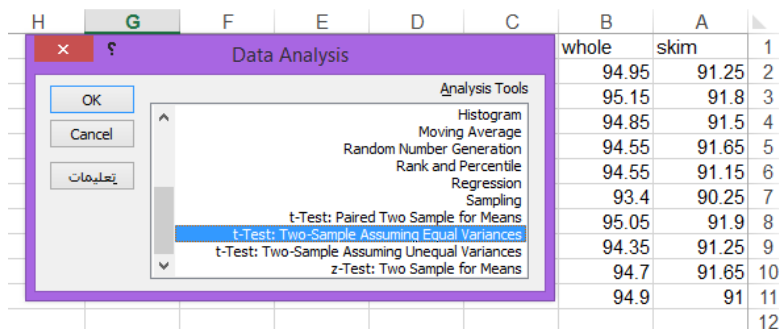 H G F E D C B A
؟ Data Analysis
whole skim 1
94.95 91.25 2
Analysis Tools
OK
95.15 91.8 3
Histogram
94.85 91.5 4
Moving Average
Cancel
Random Number Generation
94.55 91.65 5
Rank and Percentile
تعليمات
94.55 91.15 6
Regression
Sampling
93.4 90.25 7
t-Test: Paired Two Sample for Means
95.05 91.9 8
t-Test: Two-Sample Assuming Equal Variances
t-Test: Two-Sample Assuming Unequal Variances
94.35 91.25 9
z-Test: Two Sample for Means
94.7 91.65 10
94.9 91 11
12